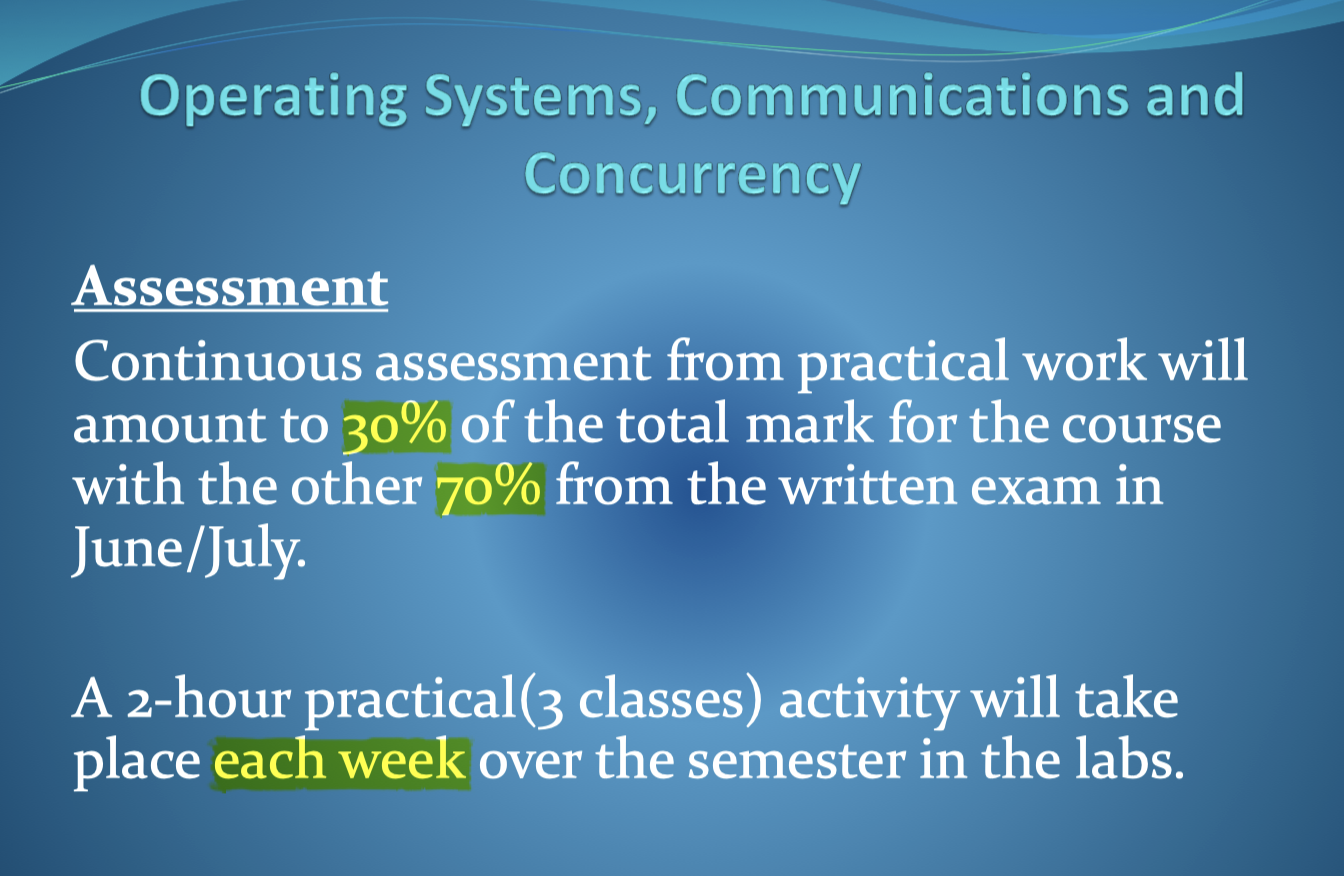 Operating Systems, Communications and
Concurrency
Assessment
Continuous assessment from practical work will
amount to 30% of the total mark for the course
with the other 70% from the written exam in
June/July.
A 2-hour practical(3 classes) activity will take
place each week over the semester in the labs.